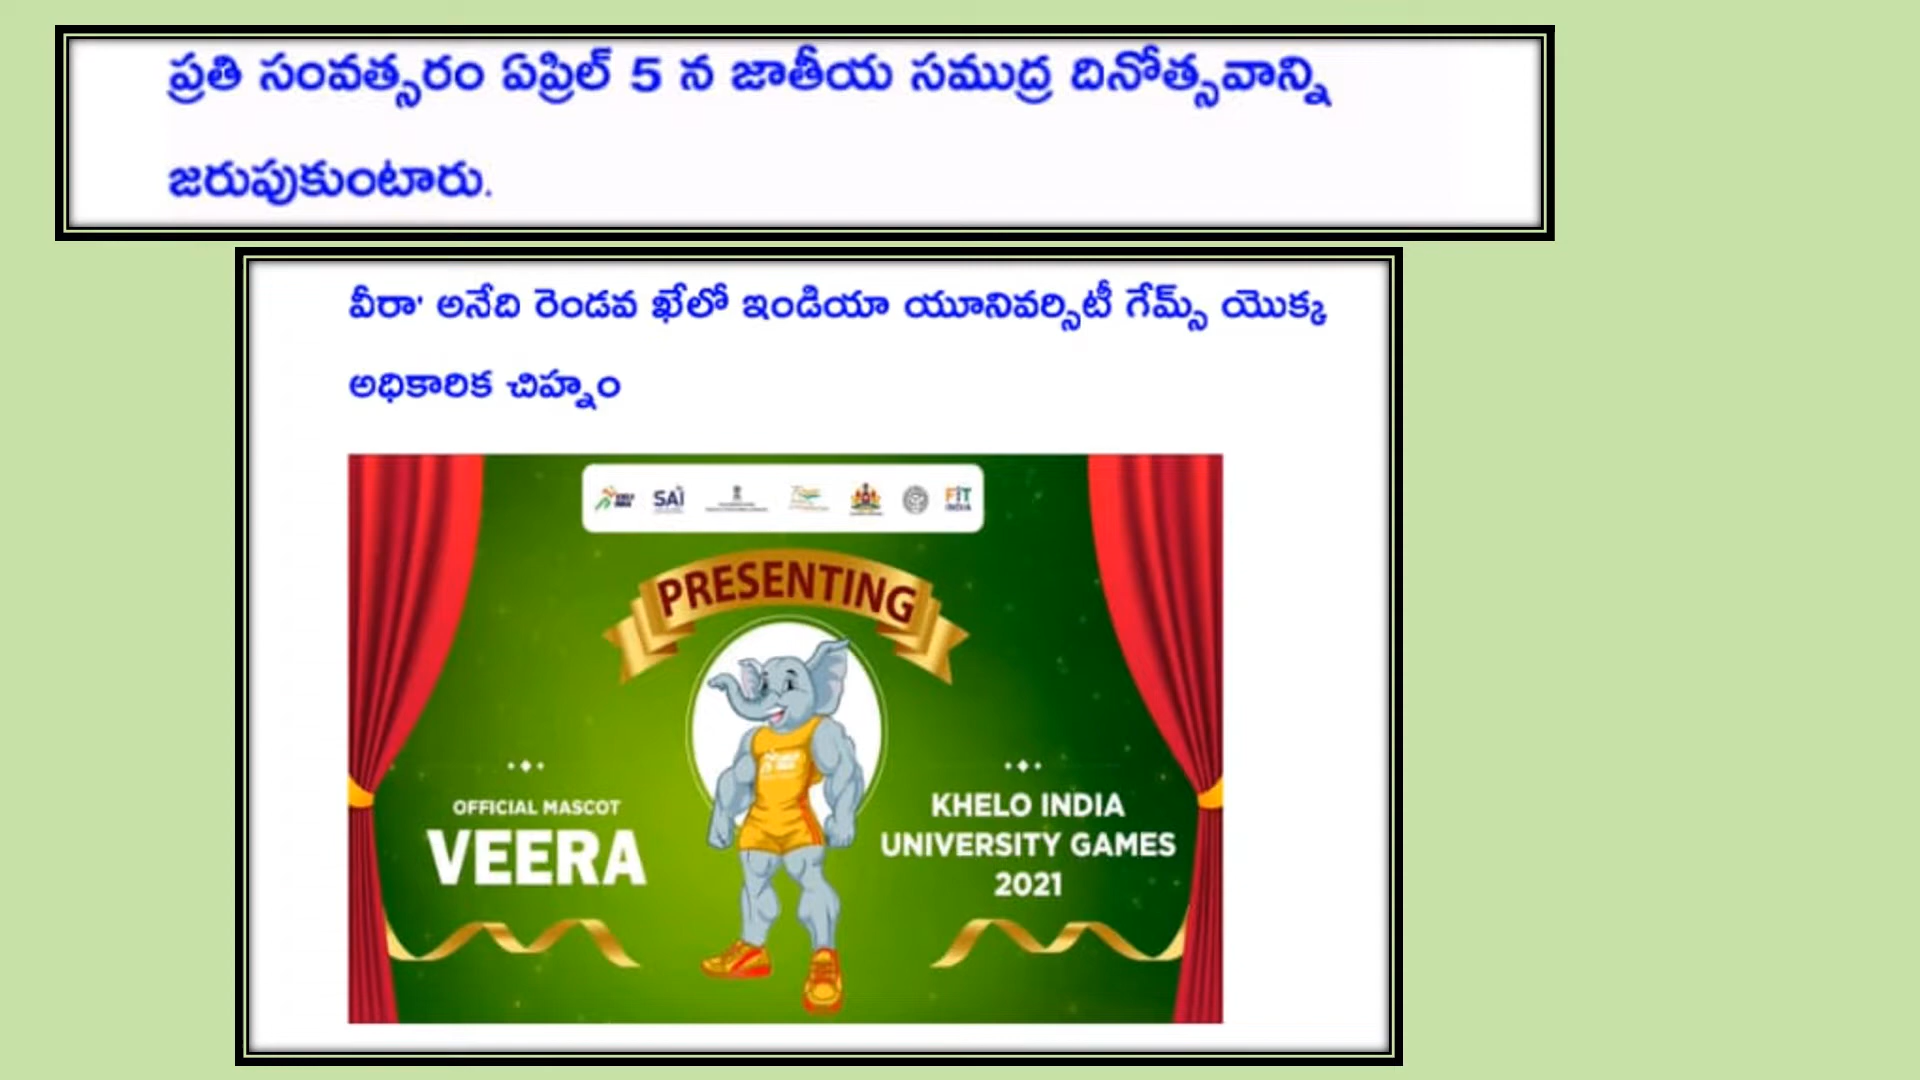 ప్రతి సంవత్సరం ఏప్రిల్ 5 న జాతీయ సముద్ర దినోత్సవాన్ని
జరుపుకుంటారు.
వీరా' అనేది రెండవ ఖేలో ఇండియా యూనివర్సిటీ గేమ్స్ యొక్క
అధికారిక చిహ్నం
SAI
FIT
INDIA
PRESENTING
OFFICIAL MASCOT
VEERA
KHELO INDIA
UNIVERSITY GAMES
2021